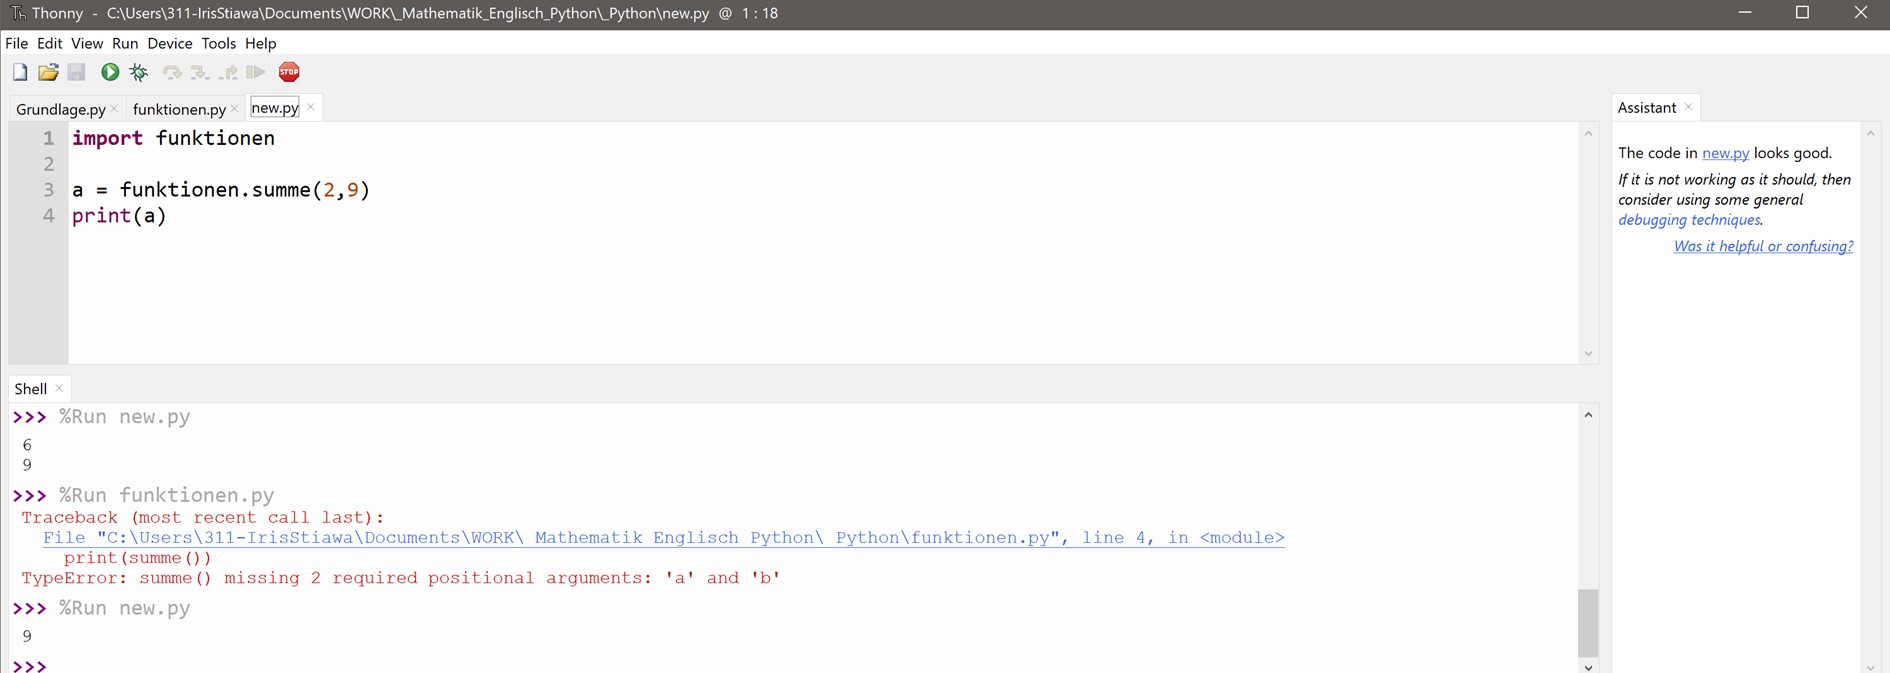 Thonny - C:\Users\311-IrisStiawa\Documents\WORK\_Mathematik_Englisch_Python\_Python\new.py @ 1 : 18
File Edit View Run Device Tools Help
STOP
Grundlage.py × funktionen.py × new.py ×
1 import funktionen
2
3 a = funktionen.summe(2,9)
4 print(a)
Shell ×
>>> %Run new.py
6
9
>>> %Run funktionen.py
Traceback (most recent call last):
File "C:\Users\311-IrisStiawa\Documents\WORK\ Mathematik Englisch Python\ Python\funktionen.py", line 4, in <module>
print(summe())
TypeError: summe() missing 2 required positional arguments: 'a' and 'b'
>>> %Run new.py
9
>>>
Assistant ×
The code in new.py looks good.
If it is not working as it should, then
consider using some general
debugging techniques.
Was it helpful or confusing?